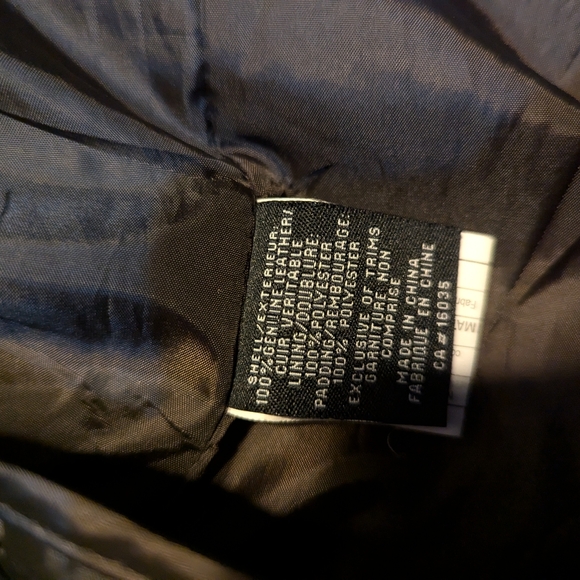 SHELL/EXTERIEUR:
100%GENUINE LEATHER/
CUIR VERITABLE
LINING/DOUBLURE:
100%POLYESTER
PADDING/REMBOURAGE:
100% POLYESTER
EXCLUSIVE OF TRIMS
GARNITURE NON
COMPRISE
MADE IN CHINA
FABRIQUE EN CHINE
CA#16035